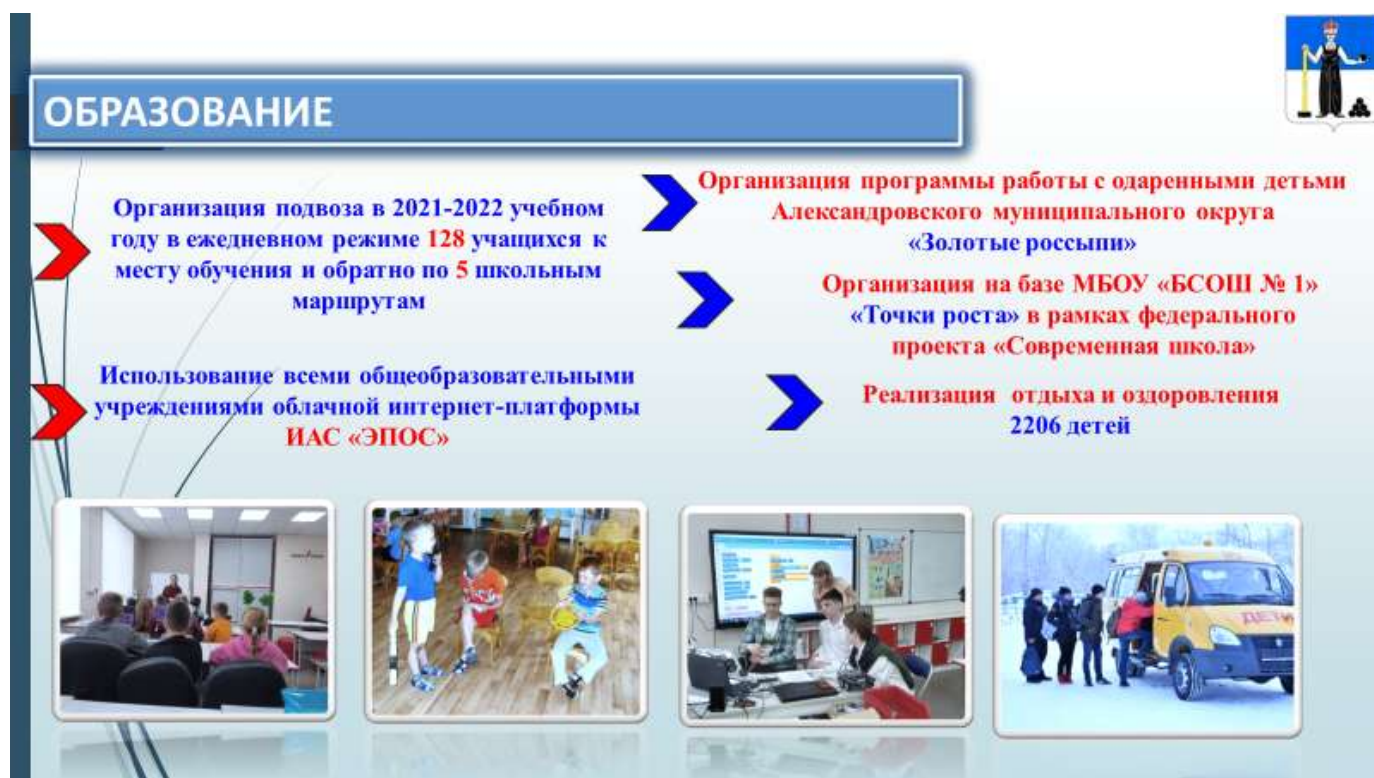 ОБРАЗОВАНИЕ
Организация подвоза в 2021-2022 учебном
году в ежедневном режиме 128 учащихся к
месту обучения и обратно по 5 школьным
маршрутам
Использование всеми общеобразовательными
учреждениями облачной интернет-платформы
ИАС «ЭПОС»
Организация программы работы с одаренными детьми
Александровского муниципального округа
«Золотые россыпи»
Организация на базе МБОУ «БСОШ № 1»
«Точки роста» в рамках федерального
проекта «Современная школа»
Реализация отдыха и оздоровления
2206 детей
ДЕТИ